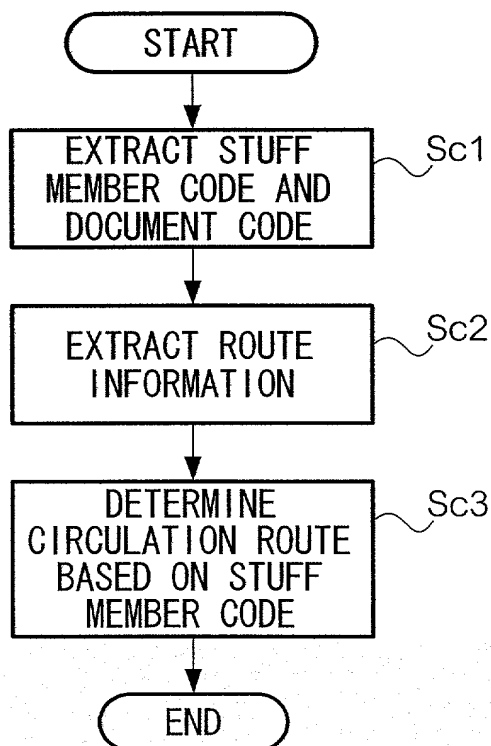 START
EXTRACT STUFF
MEMBER CODE AND
DOCUMENT CODE
Sc1
EXTRACT ROUTE
INFORMATION
Sc2
DETERMINE
CIRCULATION ROUTE
BASED ON STUFF
MEMBER CODE
Sc3
END